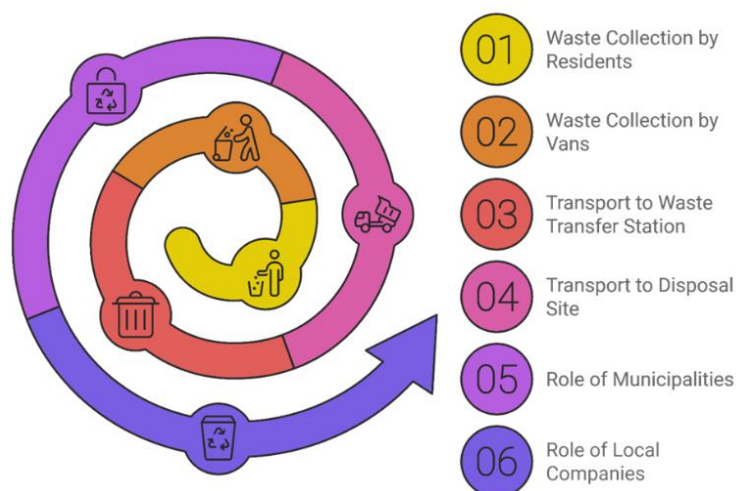 01
Waste Collection by
Residents
02
Waste Collection by
Vans
03
Transport to Waste
Transfer Station
04
Transport to Disposal
Site
05
Role of Municipalities
06
Role of Local
Companies